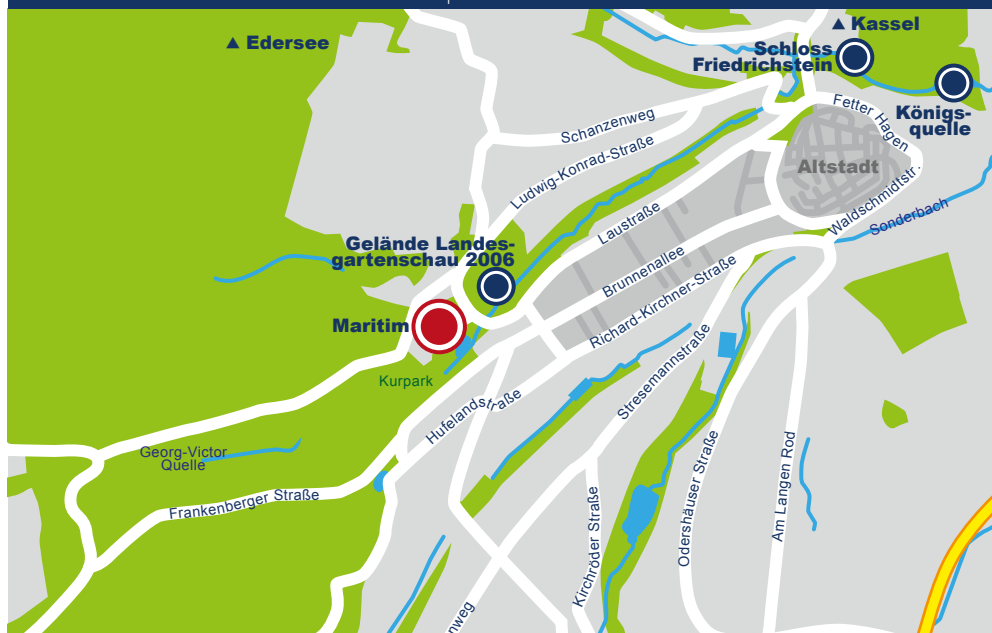 ▲ Edersee
▲ Kassel
Schloss
Friedrichstein
Königs-
quelle
Fetter Hagen
Schanzenweg
Altstadt
Ludwig-Konrad-Straße
Waldschmidtstr.
Laustraße
Sonderbach
Gelände Landes-
gartenschau 2006
Brunnenallee
Richard-Kirchner-Straße
Maritim
Kurpark
Stresemannstraße
Hufelandstraße
Georg-Victor
Quelle
Frankenberger Straße
Odershäuser Straße
Am Langen Rod
Kirchröder Straße
nweg